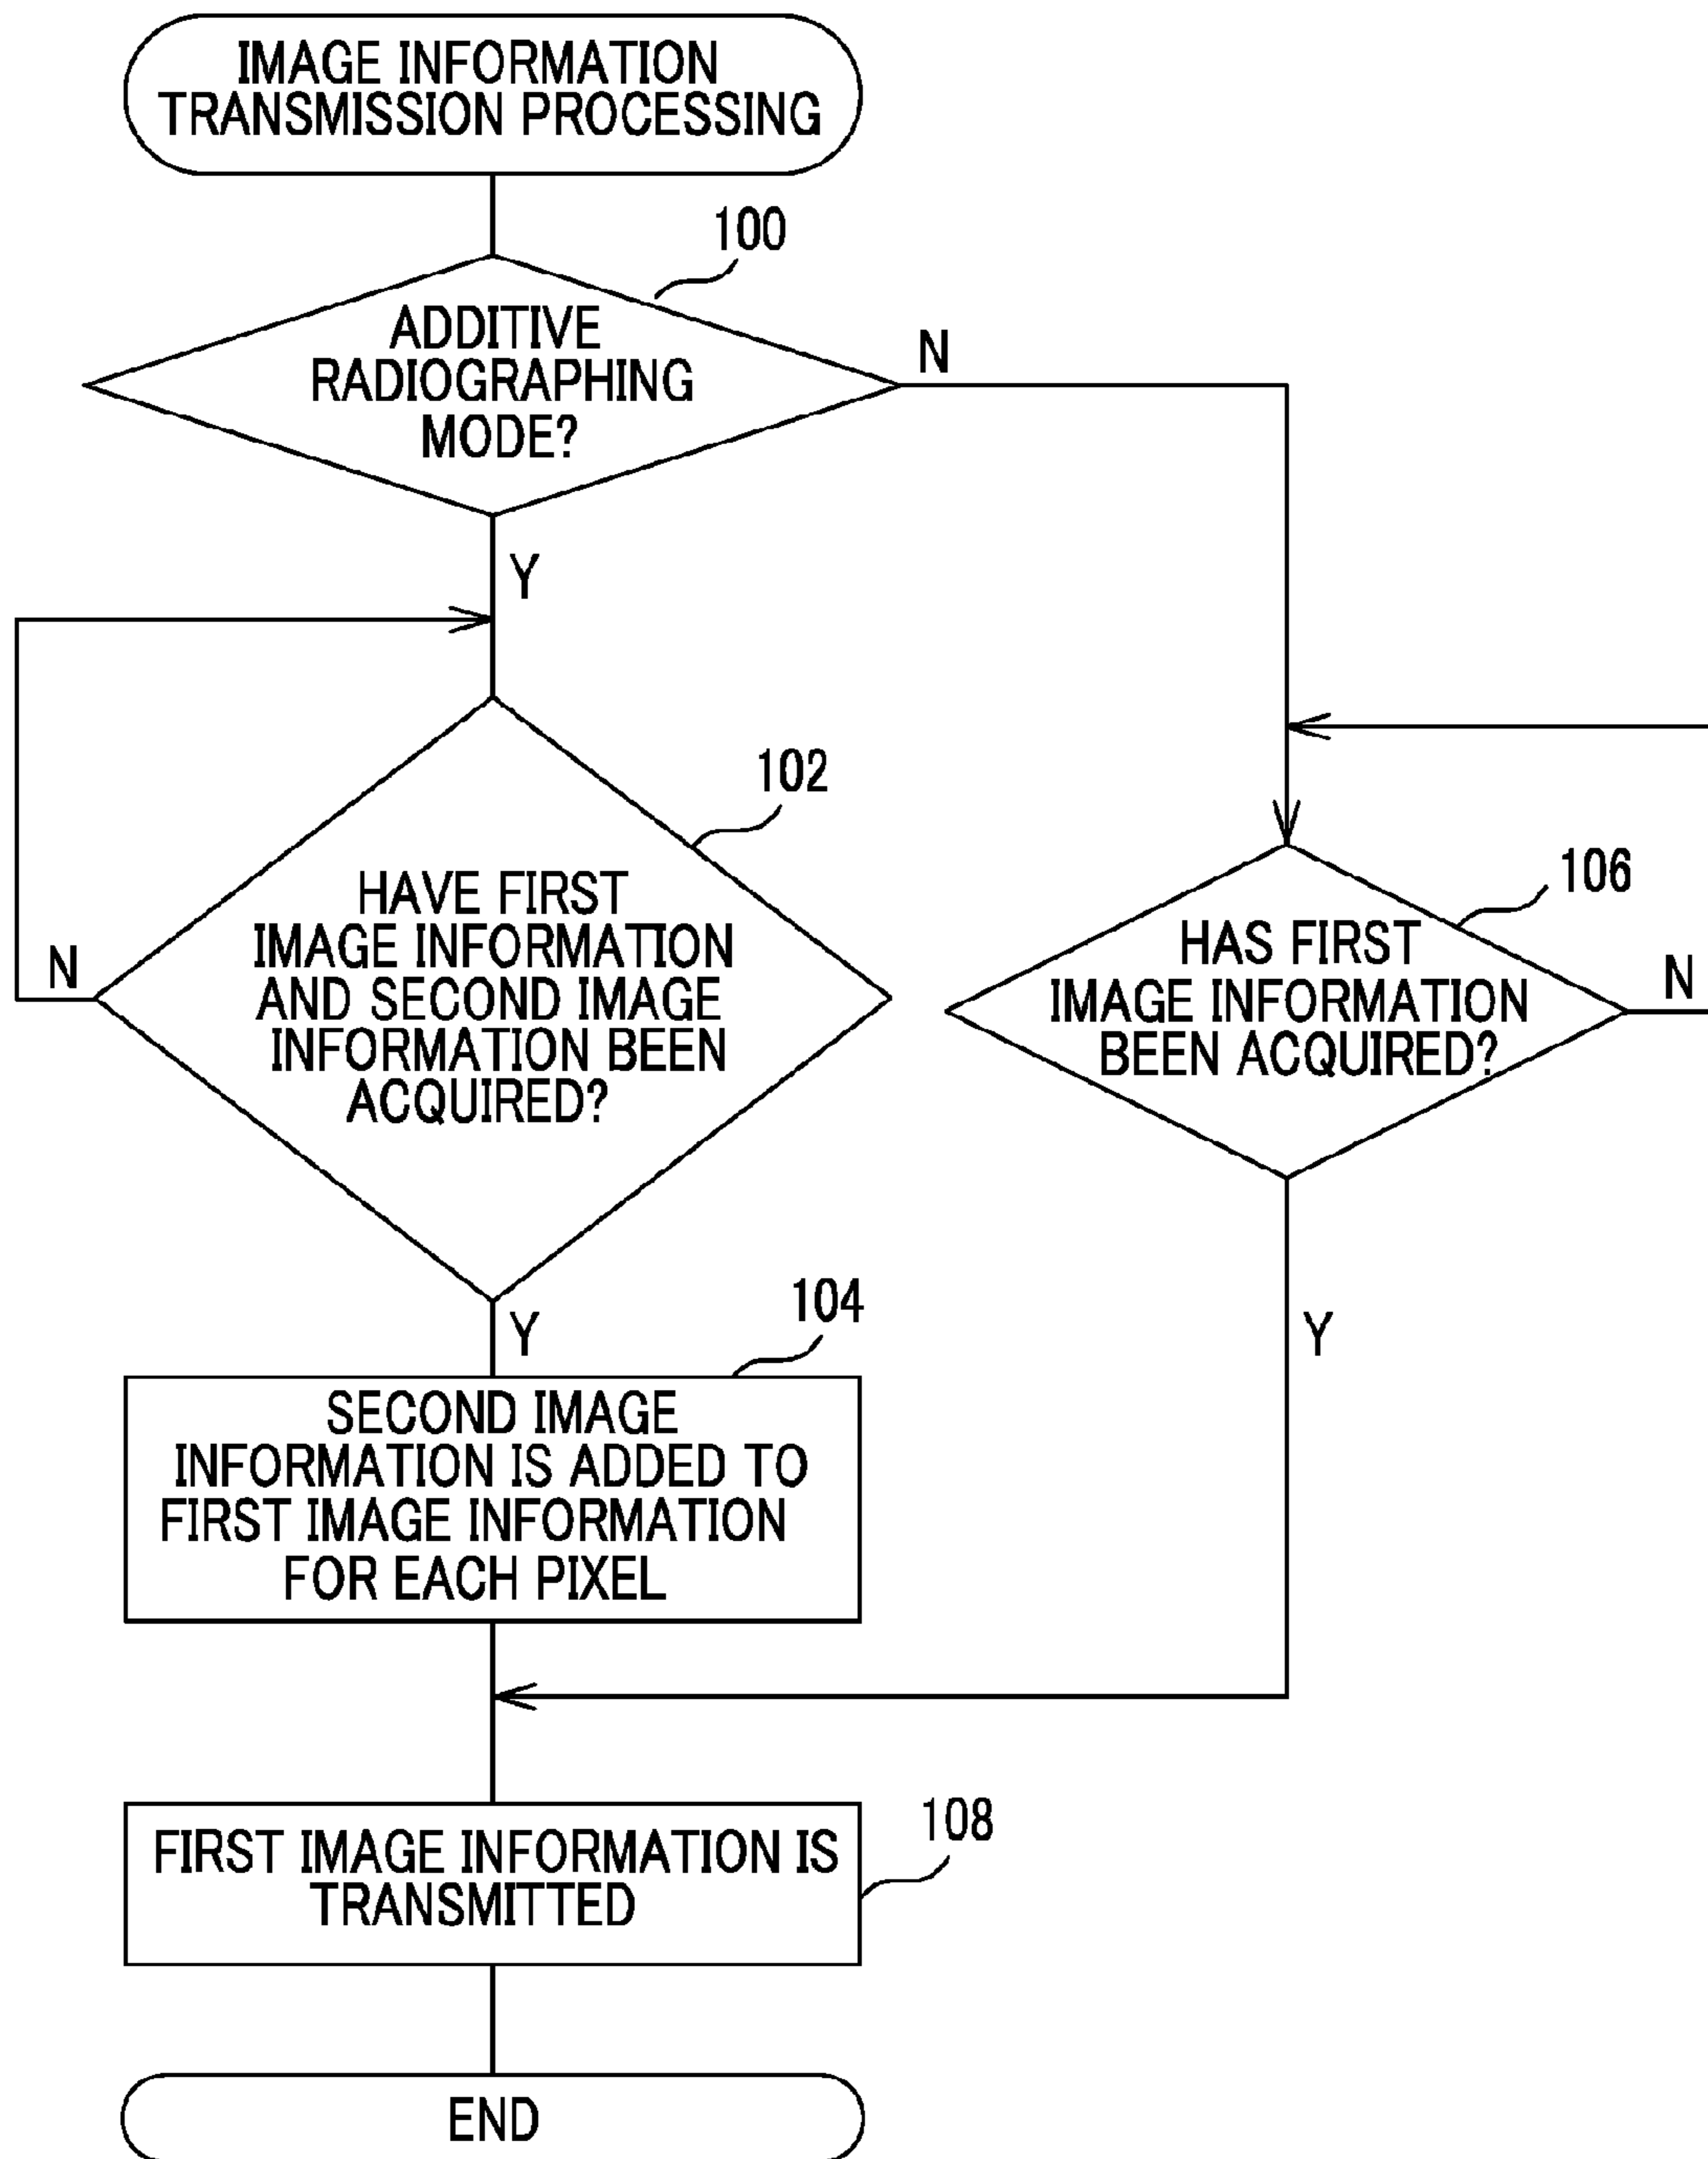 IMAGE INFORMATION
TRANSMISSION PROCESSING
100
ADDITIVE
RADIOGRAPHING
MODE?
N
Y
102
HAVE FIRST
IMAGE INFORMATION
AND SECOND IMAGE
INFORMATION BEEN
ACQUIRED?
N
Y
106
HAS FIRST
IMAGE INFORMATION
BEEN ACQUIRED?
N
Y
104
SECOND IMAGE
INFORMATION IS ADDED TO
FIRST IMAGE INFORMATION
FOR EACH PIXEL
108
FIRST IMAGE INFORMATION IS
TRANSMITTED
END